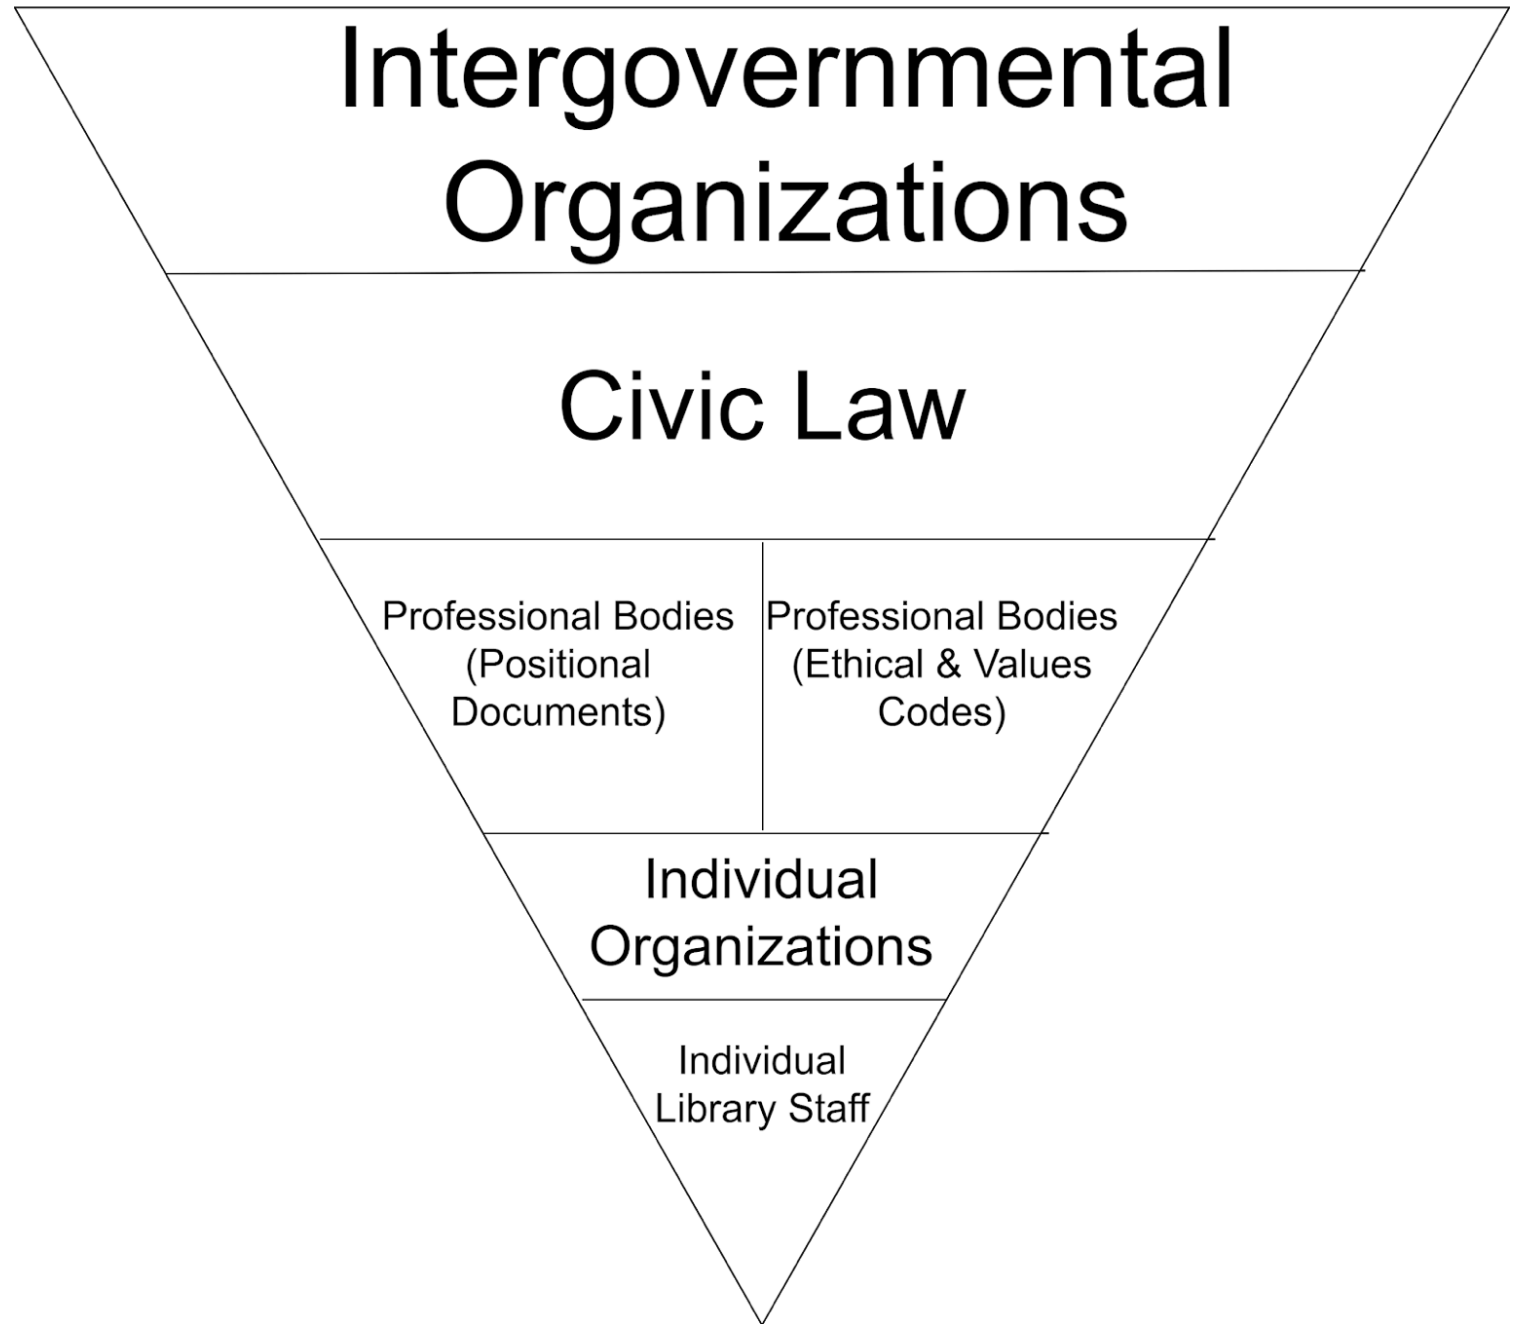 Intergovernmental
Organizations
Civic Law
Professional Bodies
(Positional
Documents)
Professional Bodies
(Ethical & Values
Codes)
Individual
Organizations
Individual
Library Staff